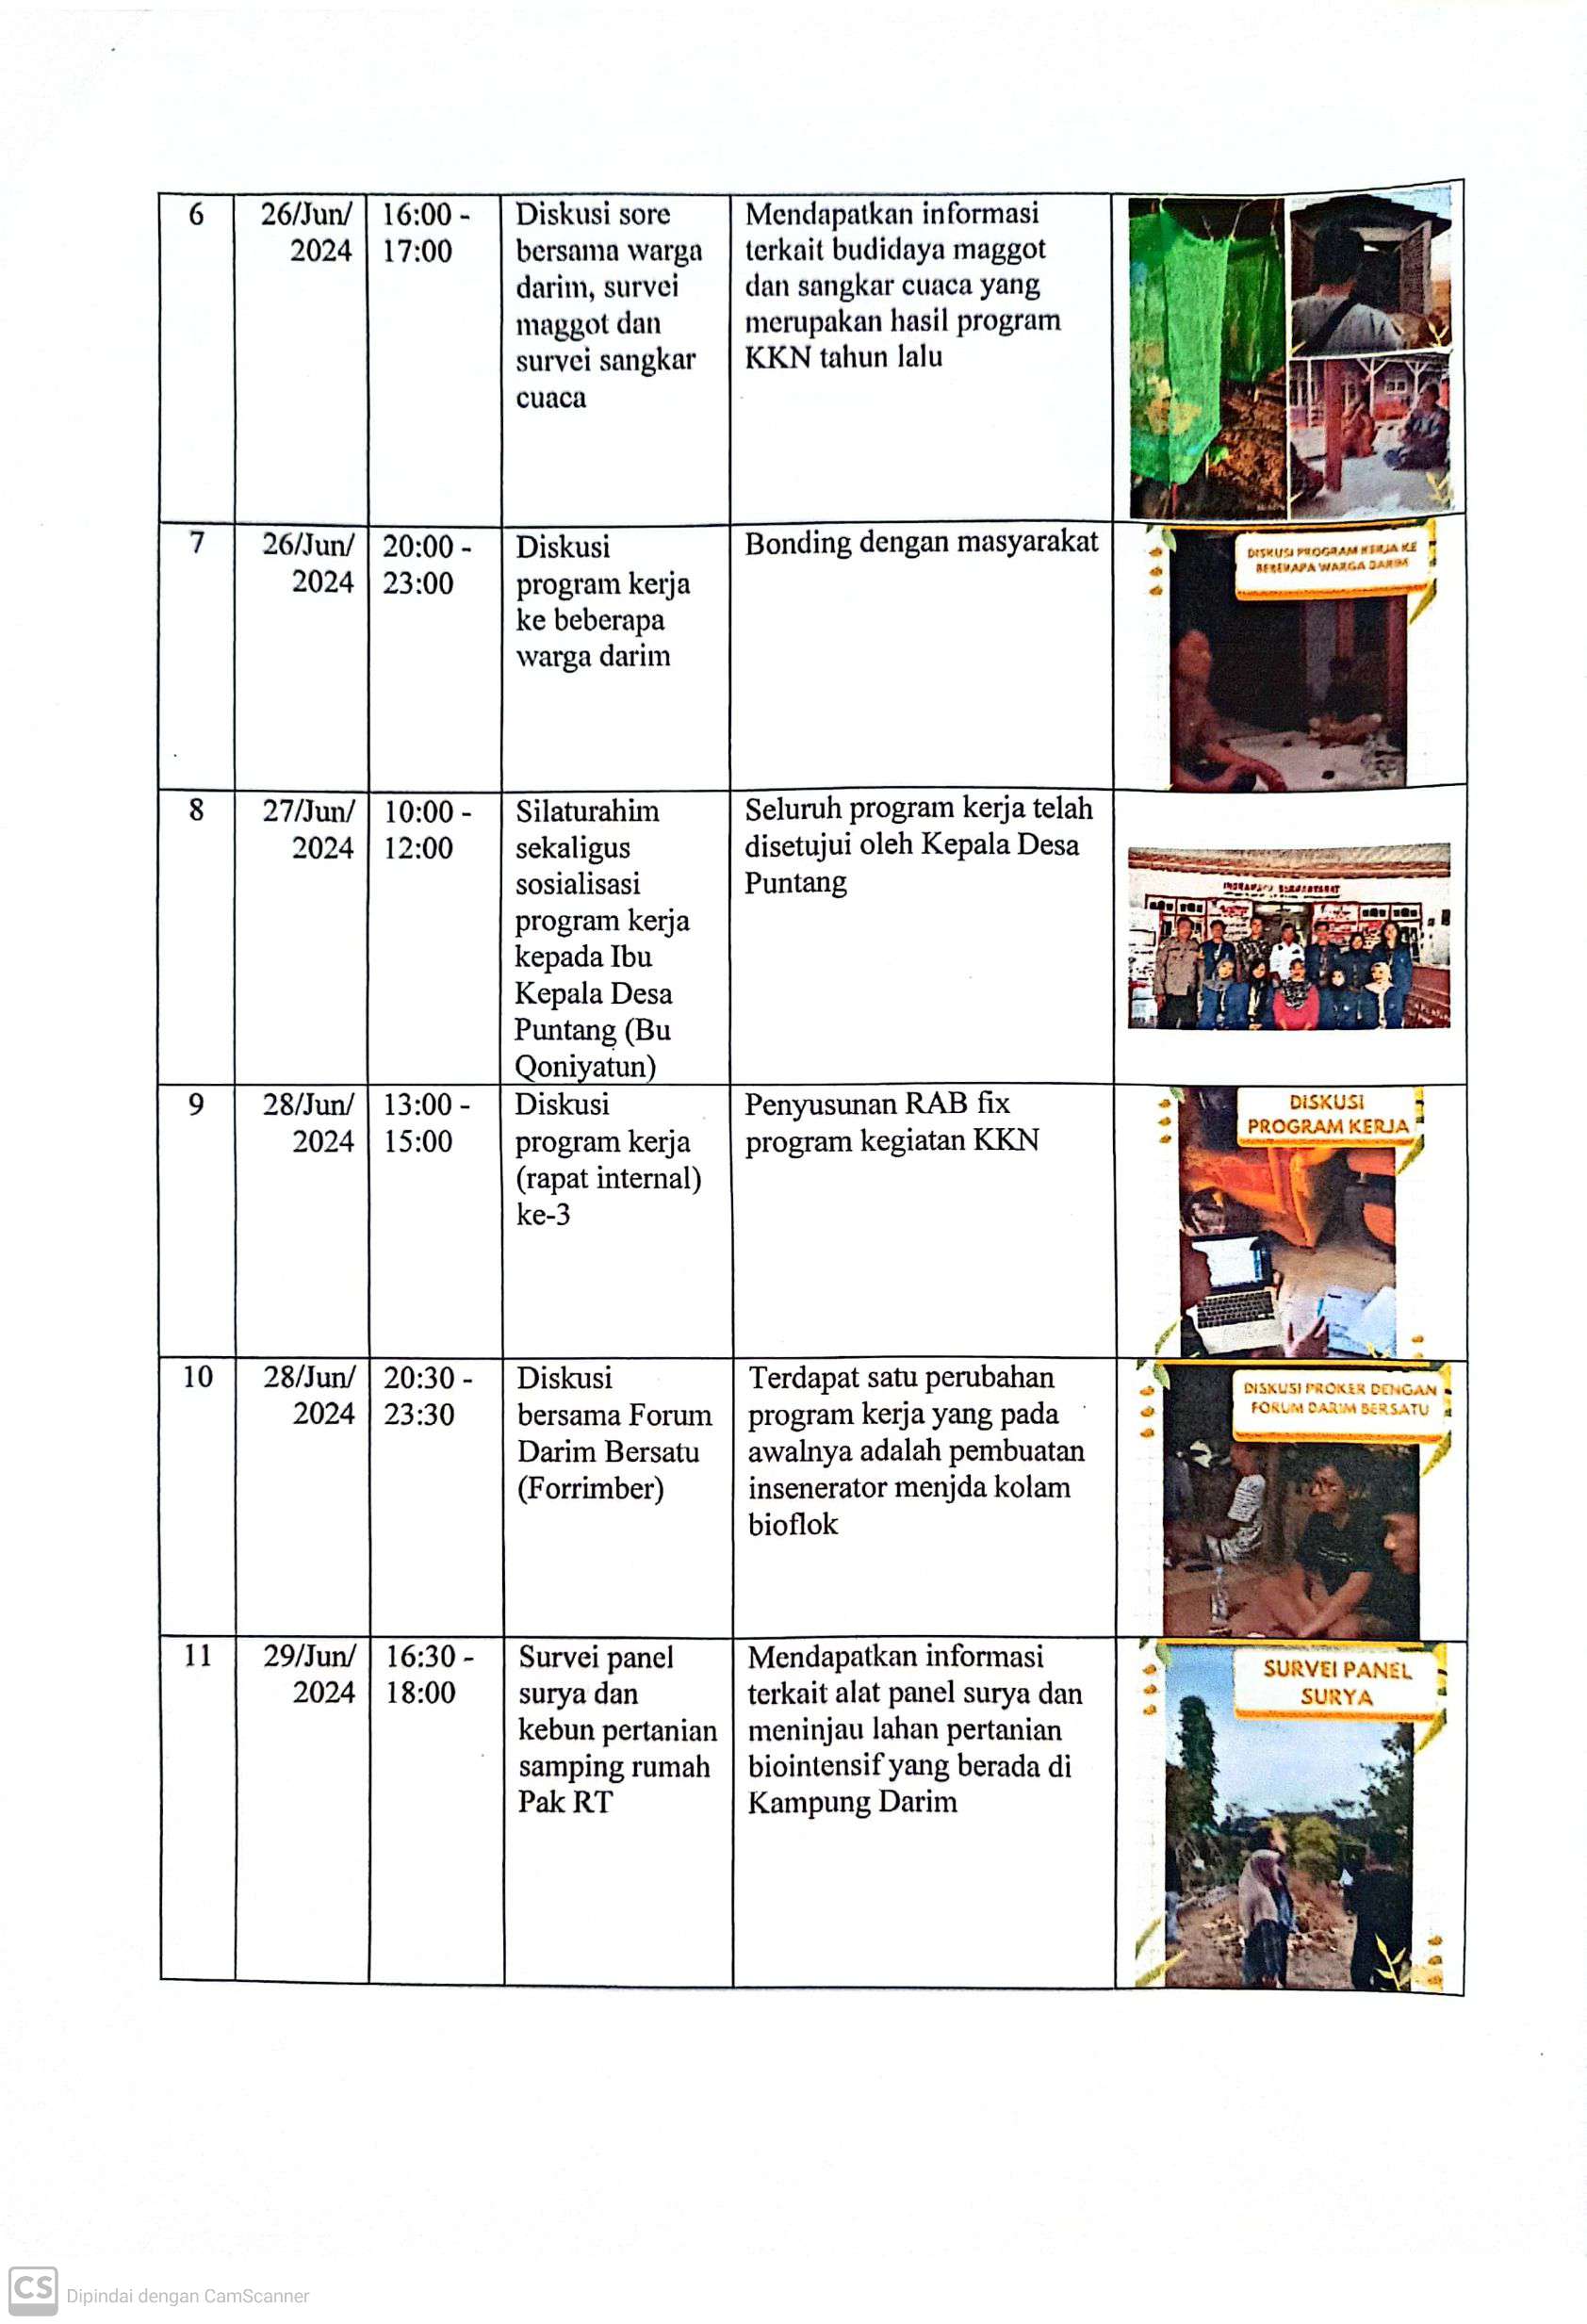 6
26/Jun/
2024
16:00 -
17:00
Diskusi sore
bersama warga
darim, survei
maggot dan
survei sangkar
cuaca
Mendapatkan informasi
terkait budidaya maggot
dan sangkar cuaca yang
merupakan hasil program
KKN tahun lalu
7
26/Jun/
2024
20:00 -
23:00
Diskusi
program kerja
ke beberapa
warga darim
Bonding dengan masyarakat
DISKUSI PROGRAM KERJA KE
BEBERAPA WARGA DARIM
8
27/Jun/
2024
10:00 -
12:00
Silaturahim
sekaligus
sosialisasi
program kerja
kepada Ibu
Kepala Desa
Puntang (Bu
Qoniyatun)
Seluruh program kerja telah
disetujui oleh Kepala Desa
Puntang
9
28/Jun/
2024
13:00 -
15:00
Diskusi
program kerja
(rapat internal)
ke-3
Penyusunan RAB fix
program kegiatan KKN
DISKUSI
PROGRAM KERJA
10
28/Jun/
2024
20:30 -
23:30
Diskusi
bersama Forum
Darim Bersatu
(Forrimber)
Terdapat satu perubahan
program kerja yang pada
awalnya adalah pembuatan
insenerator menjda kolam
bioflok
DISKUSI PROKER DENGAN
FORUM DARIM BERSATU
11
29/Jun/
2024
16:30 -
18:00
Survei panel
surya dan
kebun pertanian
samping rumah
Pak RT
Mendapatkan informasi
terkait alat panel surya dan
meninjau lahan pertanian
biointensif yang berada di
Kampung Darim
SURVEI PANEL
SURYA
CS Dipindai dengan CamScanner